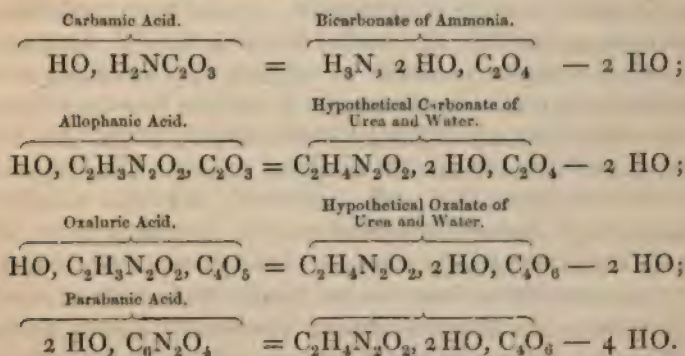 Carbamic Acid. Bicarbonate of Ammonia.
HO, H₂NC₂O₃ = H₃N, 2 HO, C₂O₄ — 2 HO;
Hypothetical Carbonate of
Allophanic Acid. Urea and Water.
HO, C₂H₃N₂O₂, C₂O₃ = C₂H₄N₂O₂, 2 HO, C₂O₄ — 2 HO;
Hypothetical Oxalate of
Oxaluric Acid. Urea and Water.
HO, C₂H₃N₂O₂, C₄O₅ = C₂H₄N₂O₂, 2 HO, C₄O₆ — 2 HO;
Parabanic Acid.
2 HO, C₆N₂O₄ = C₂H₄N₂O₂, 2 HO, C₄O₆ — 4 HO.